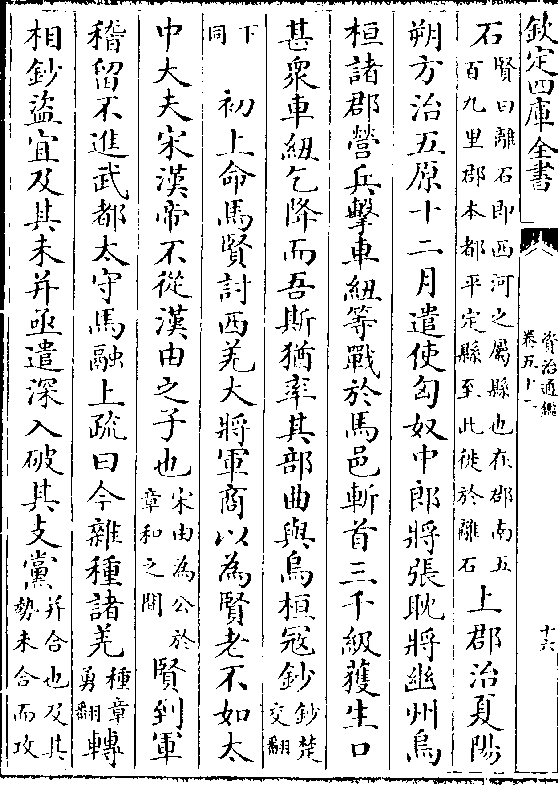 欽定四庫全書
資治通鑑
卷五十二
十六
石賢曰離石即西河之屬縣也在郡南五百九里郡本都平定縣至此徙於離石上郡治夏陽
朔方治五原十二月遣使匈奴中郎將張耽將幽州烏
桓諸郡營兵擊車紐等戰於馬邑斬首三千級獲生口
甚衆車紐乞降而吾斯猶率其部曲與烏桓寇鈔鈔楚交翻
下同初上命馬賢討西羌大將軍商以為賢老不如太
中大夫宋漢帝不從漢由之子也宋由為公於章和之間賢到軍
稽留不進武都太守馬融上疏曰今雜種諸羌種章勇翻轉
相鈔盜宜及其未并亟遣深入破其支黨并合也及其勢未合而攻